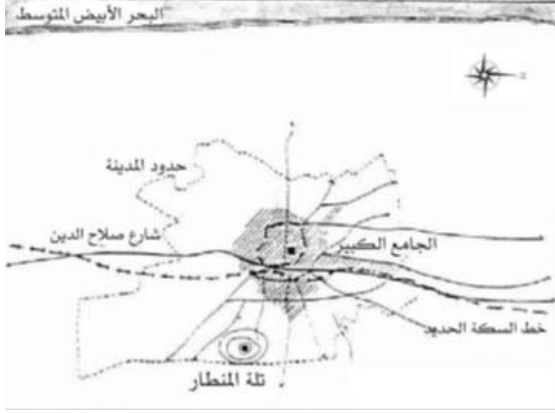 البحر الأبيض المتوسط
حدود المدينة
شارع صلاح الدين
الجامع الكبير
خط السكة الحديد
تلة المنطار